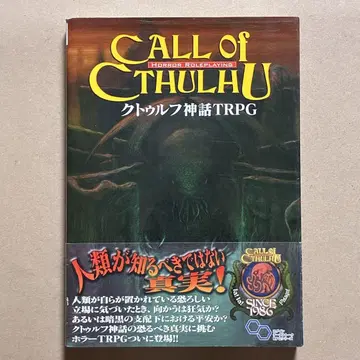 CALL of
HORROR ROLEPLAYING
CTHULHU
クトゥルフ神話TRPG
人類が知るべきではない
真実!
CALL of
CTHULHU
SINCE
1986
人類が自らが置かれている恐ろしい
立場に気づいたとき、向かうは狂気か?
あるいは暗黒の支配下における平安か?
クトゥルフ神話の恐るべき真実に挑む
ホラーTRPGついに登場!!